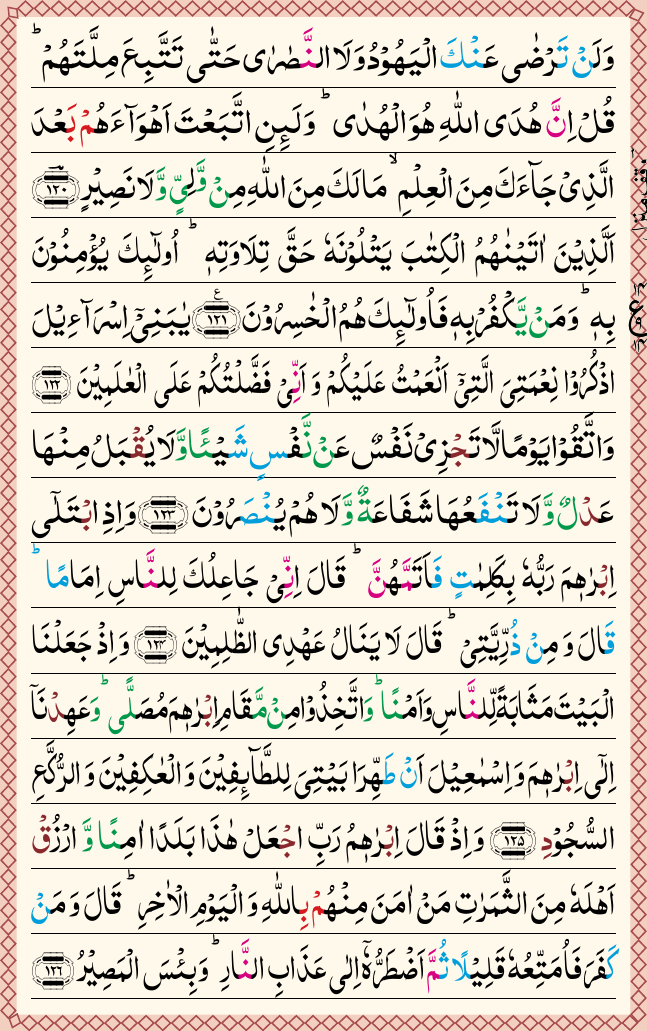 وَلَنْ تَرْضٰى عَنْكَ الْيَهُوْدُ وَلَا النَّصٰرٰى حَتّٰى تَتَّبِعَ مِلَّتَهُمْ ؕ
قُلْ اِنَّ هُدَى اللّٰهِ هُوَ الْهُدٰى ؕ وَلَئِنِ اتَّبَعْتَ اَهْوَآءَهُمْ بَعْدَ
الَّذِىْ جَآءَكَ مِنَ الْعِلْمِ ۙ مَا لَكَ مِنَ اللّٰهِ مِنْ وَّلِىٍّ وَّلَا نَصِيْرٍ ﴿۱۲۰﴾
اَلَّذِيْنَ اٰتَيْنٰهُمُ الْكِتٰبَ يَتْلُوْنَهٗ حَقَّ تِلَاوَتِهٖ ؕ اُولٰٓئِكَ يُؤْمِنُوْنَ
بِهٖ ؕ وَمَنْ يَّكْفُرْ بِهٖ فَاُولٰٓئِكَ هُمُ الْخٰسِرُوْنَ ﴿۱۲۱﴾ يٰبَنِىْٓ اِسْرَآءِيْلَ
اذْكُرُوْا نِعْمَتِىَ الَّتِىْٓ اَنْعَمْتُ عَلَيْكُمْ وَاَنِّىْ فَضَّلْتُكُمْ عَلَى الْعٰلَمِيْنَ ﴿۱۲۲﴾
وَاتَّقُوْا يَوْمًا لَّا تَجْزِىْ نَفْسٌ عَنْ نَّفْسٍ شَيْئًا وَّلَا يُقْبَلُ مِنْهَا
عَدْلٌ وَّلَا تَنْفَعُهَا شَفَاعَةٌ وَّلَا هُمْ يُنْصَرُوْنَ ﴿۱۲۳﴾ وَاِذِ ابْتَلٰٓى
اِبْرٰهٖمَ رَبُّهٗ بِكَلِمٰتٍ فَاَتَمَّهُنَّ ؕ قَالَ اِنِّىْ جَاعِلُكَ لِلنَّاسِ اِمَامًا ؕ
قَالَ وَمِنْ ذُرِّيَّتِىْ ؕ قَالَ لَا يَنَالُ عَهْدِى الظّٰلِمِيْنَ ﴿۱۲۴﴾ وَاِذْ جَعَلْنَا
الْبَيْتَ مَثَابَةً لِّلنَّاسِ وَاَمْنًا ؕ وَاتَّخِذُوْا مِنْ مَّقَامِ اِبْرٰهٖمَ مُصَلًّى ؕ وَعَهِدْنَآ
اِلٰٓى اِبْرٰهٖمَ وَاِسْمٰعِيْلَ اَنْ طَهِّرَا بَيْتِىَ لِلطَّآئِفِيْنَ وَالْعٰكِفِيْنَ وَالرُّكَّعِ
السُّجُوْدِ ﴿۱۲۵﴾ وَاِذْ قَالَ اِبْرٰهٖمُ رَبِّ اجْعَلْ هٰذَا بَلَدًا اٰمِنًا وَّارْزُقْ
اَهْلَهٗ مِنَ الثَّمَرٰتِ مَنْ اٰمَنَ مِنْهُمْ بِاللّٰهِ وَالْيَوْمِ الْاٰخِرِ ؕ قَالَ وَمَنْ
كَفَرَ فَاُمَتِّعُهٗ قَلِيْلًا ثُمَّ اَضْطَرُّهٗٓ اِلٰى عَذَابِ النَّارِ ؕ وَبِئْسَ الْمَصِيْرُ ﴿۱۲۶﴾